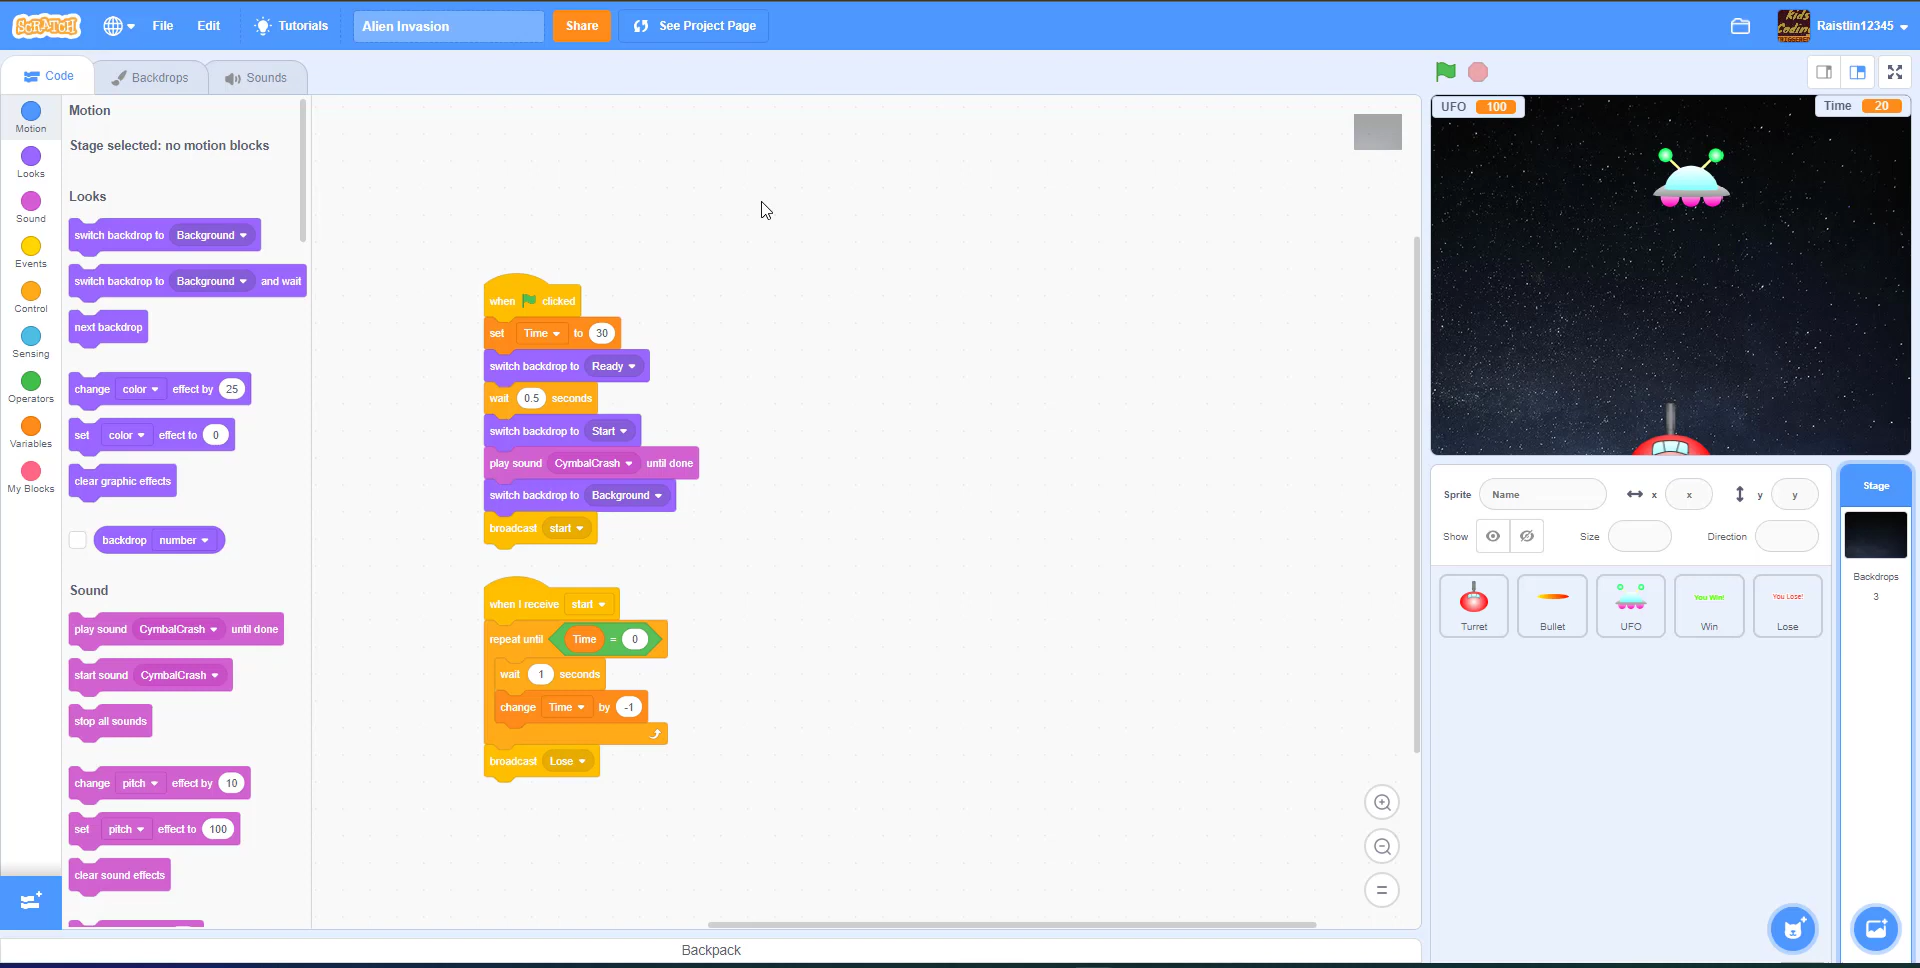 SCRATCH File Edit Tutorials Alien Invasion Share See Project Page Raistlin12345
Code Backdrops Sounds
Motion
Looks
Sound
Events
Control
Sensing
Operators
Variables
My Blocks
Motion
Stage selected: no motion blocks
Looks
switch backdrop to Background
switch backdrop to Background and wait
next backdrop
change color effect by 25
set color effect to 0
clear graphic effects
backdrop number
Sound
play sound CymbalCrash until done
start sound CymbalCrash
stop all sounds
change pitch effect by 10
set pitch effect to 100
clear sound effects
when clicked
set Time to 30
switch backdrop to Ready
wait 0.5 seconds
switch backdrop to Start
play sound CymbalCrash until done
switch backdrop to Background
broadcast start
when I receive start
repeat until Time = 0
wait 1 seconds
change Time by -1
broadcast Lose
Backpack
UFO 100 Time 20
Sprite Name x x y y
Show Size Direction
You Win! You Lose!
Turret Bullet UFO Win Lose
Stage
Backdrops
3